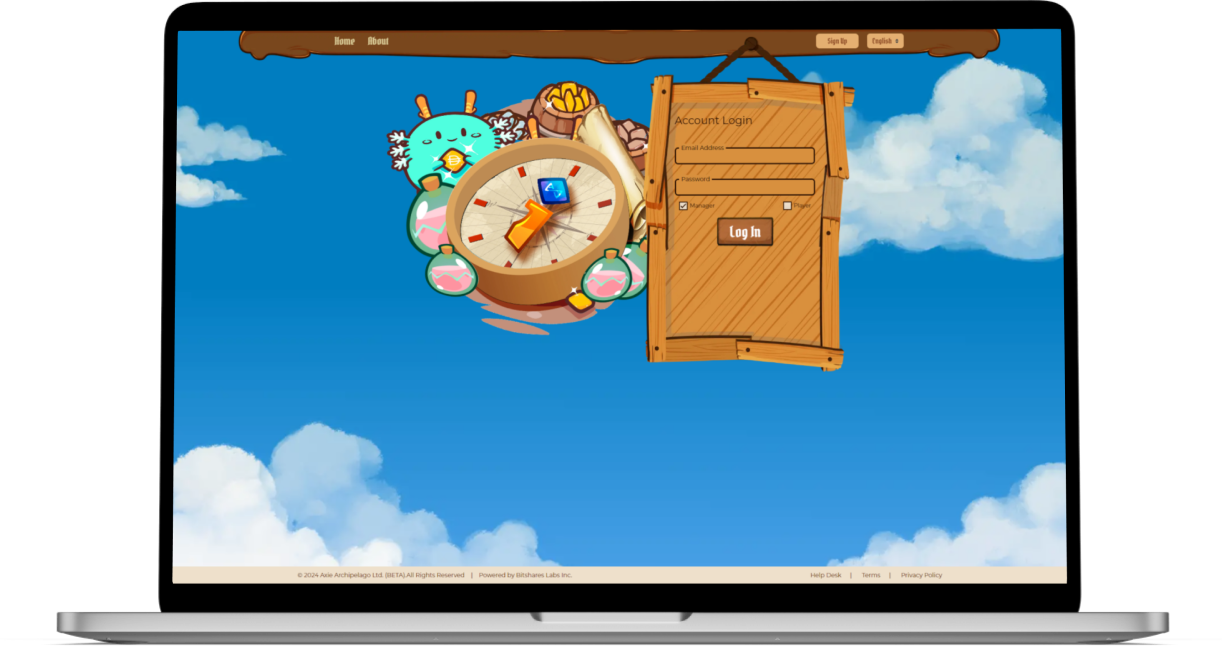 Home About Sign Up English
Account Login
Email Address
Password
Manager Player
Log In
© 2024 Axie Archipelago Ltd. (BETA).All Rights Reserved | Powered by Bitshares Labs Inc. Help Desk | Terms | Privacy Policy